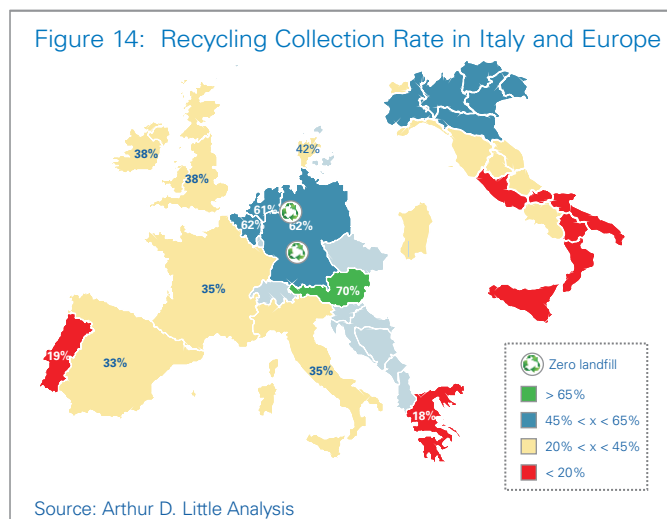 Figure 14: Recycling Collection Rate in Italy and Europe
42%
38%
38%
61%
62%
62%
70%
35%
35%
33%
19%
18%
Zero landfill
> 65%
45% < x < 65%
20% < x < 45%
< 20%
Source: Arthur D. Little Analysis